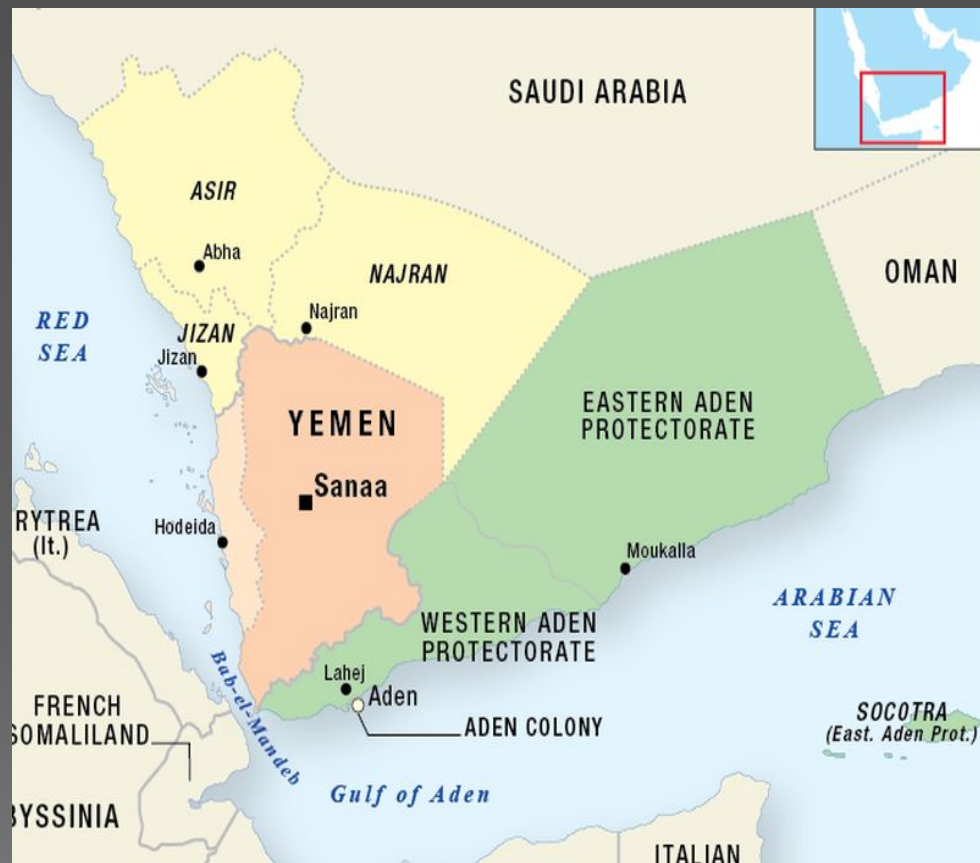 SAUDI ARABIA
ASIR
Abha
NAJRAN
OMAN
Najran
RED
SEA
JIZAN
Jizan
YEMEN
EASTERN ADEN
PROTECTORATE
Sanaa
RYTREA
(It.)
Hodeida
Moukalla
ARABIAN
SEA
WESTERN ADEN
PROTECTORATE
Bab-el-Mandeb
Lahej
Aden
FRENCH
SOMALILAND
ADEN COLONY
SOCOTRA
(East. Aden Prot.)
Gulf of Aden
BYSSINIA
ITALIAN